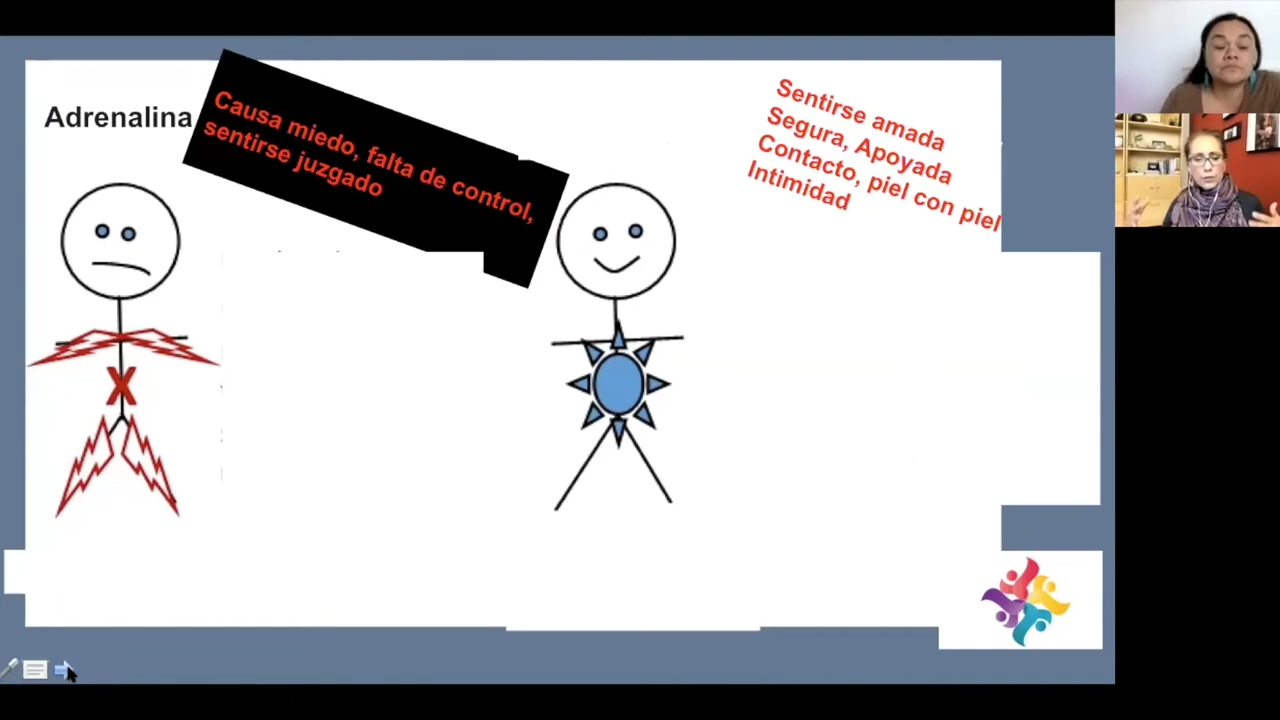 Adrenalina
Causa miedo, falta de control,
sentirse juzgado
Sentirse amada
Segura, Apoyada
Contacto, piel con piel
Intimidad
X